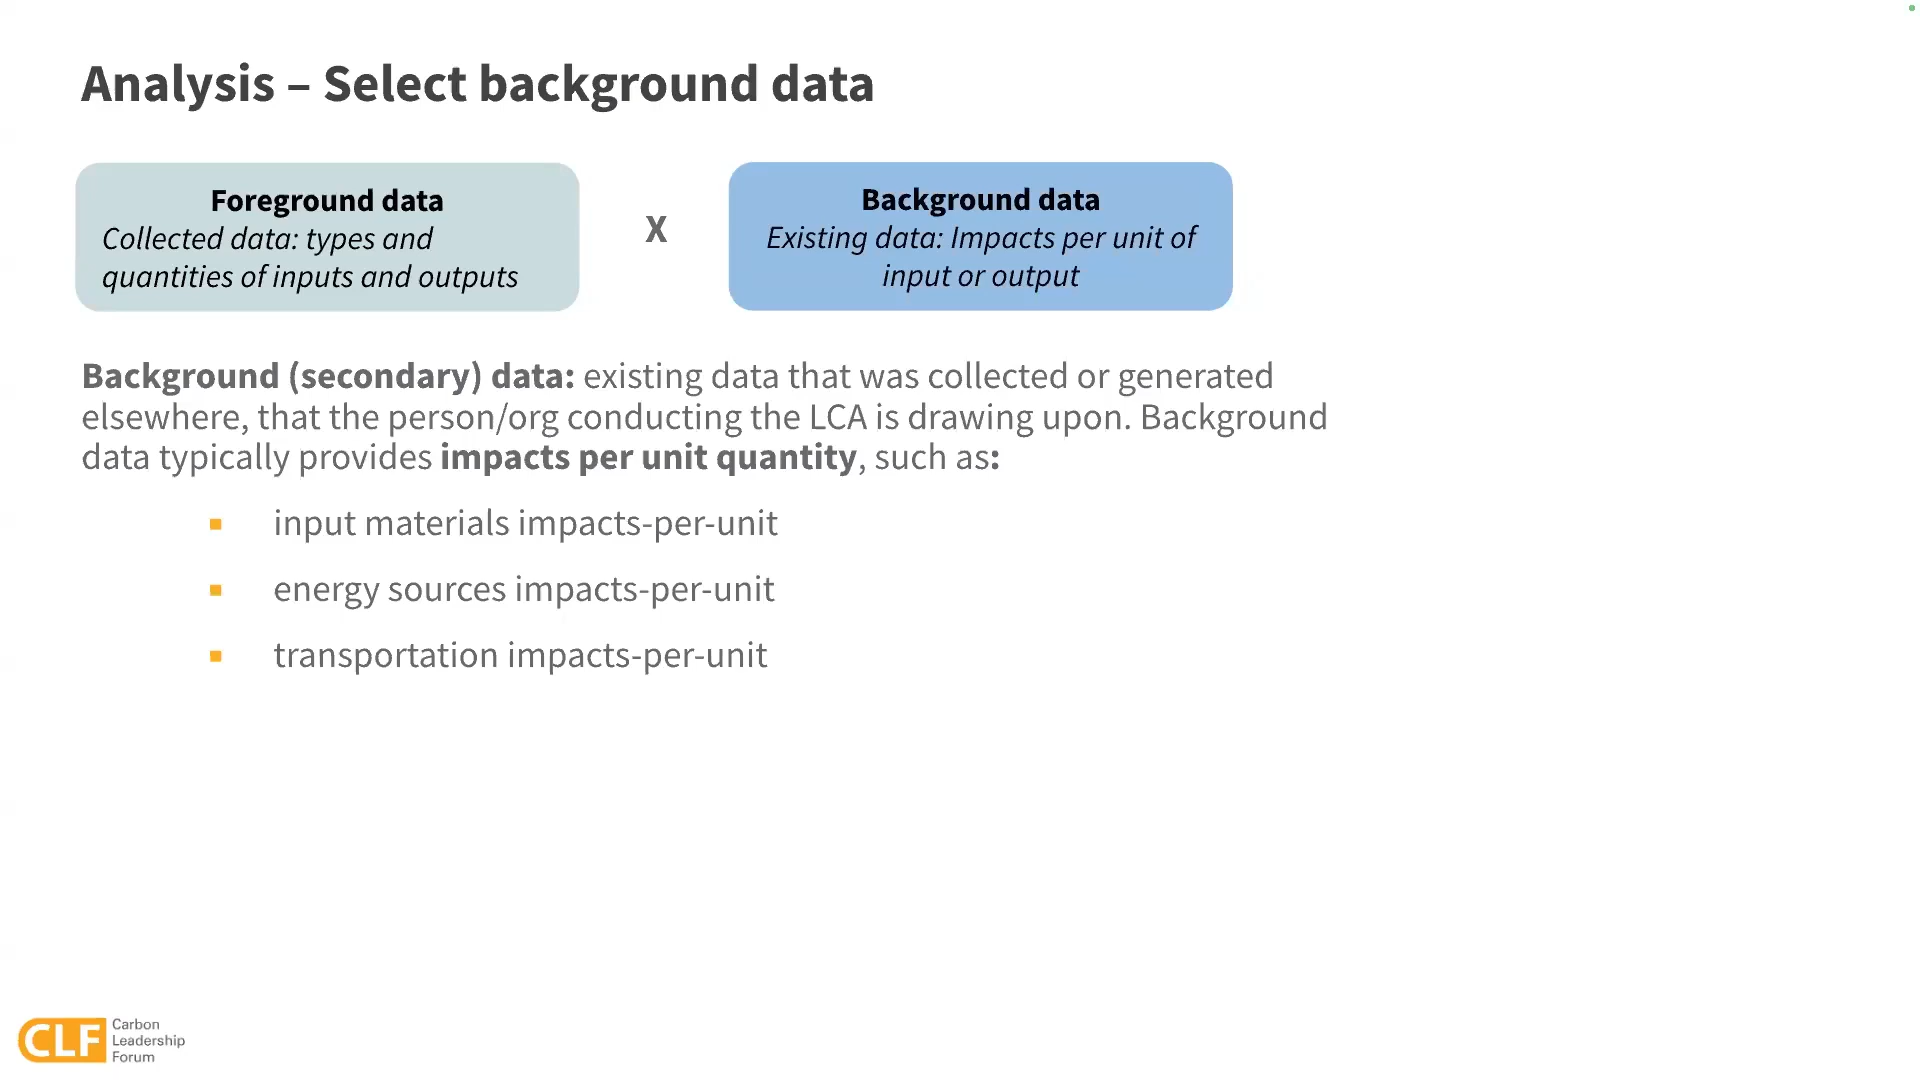 Analysis – Select background data
Foreground data
Collected data: types and
quantities of inputs and outputs
X
Background data
Existing data: Impacts per unit of
input or output
Background (secondary) data: existing data that was collected or generated
elsewhere, that the person/org conducting the LCA is drawing upon. Background
data typically provides impacts per unit quantity, such as:
input materials impacts-per-unit
energy sources impacts-per-unit
transportation impacts-per-unit
CLF
Carbon
Leadership
Forum